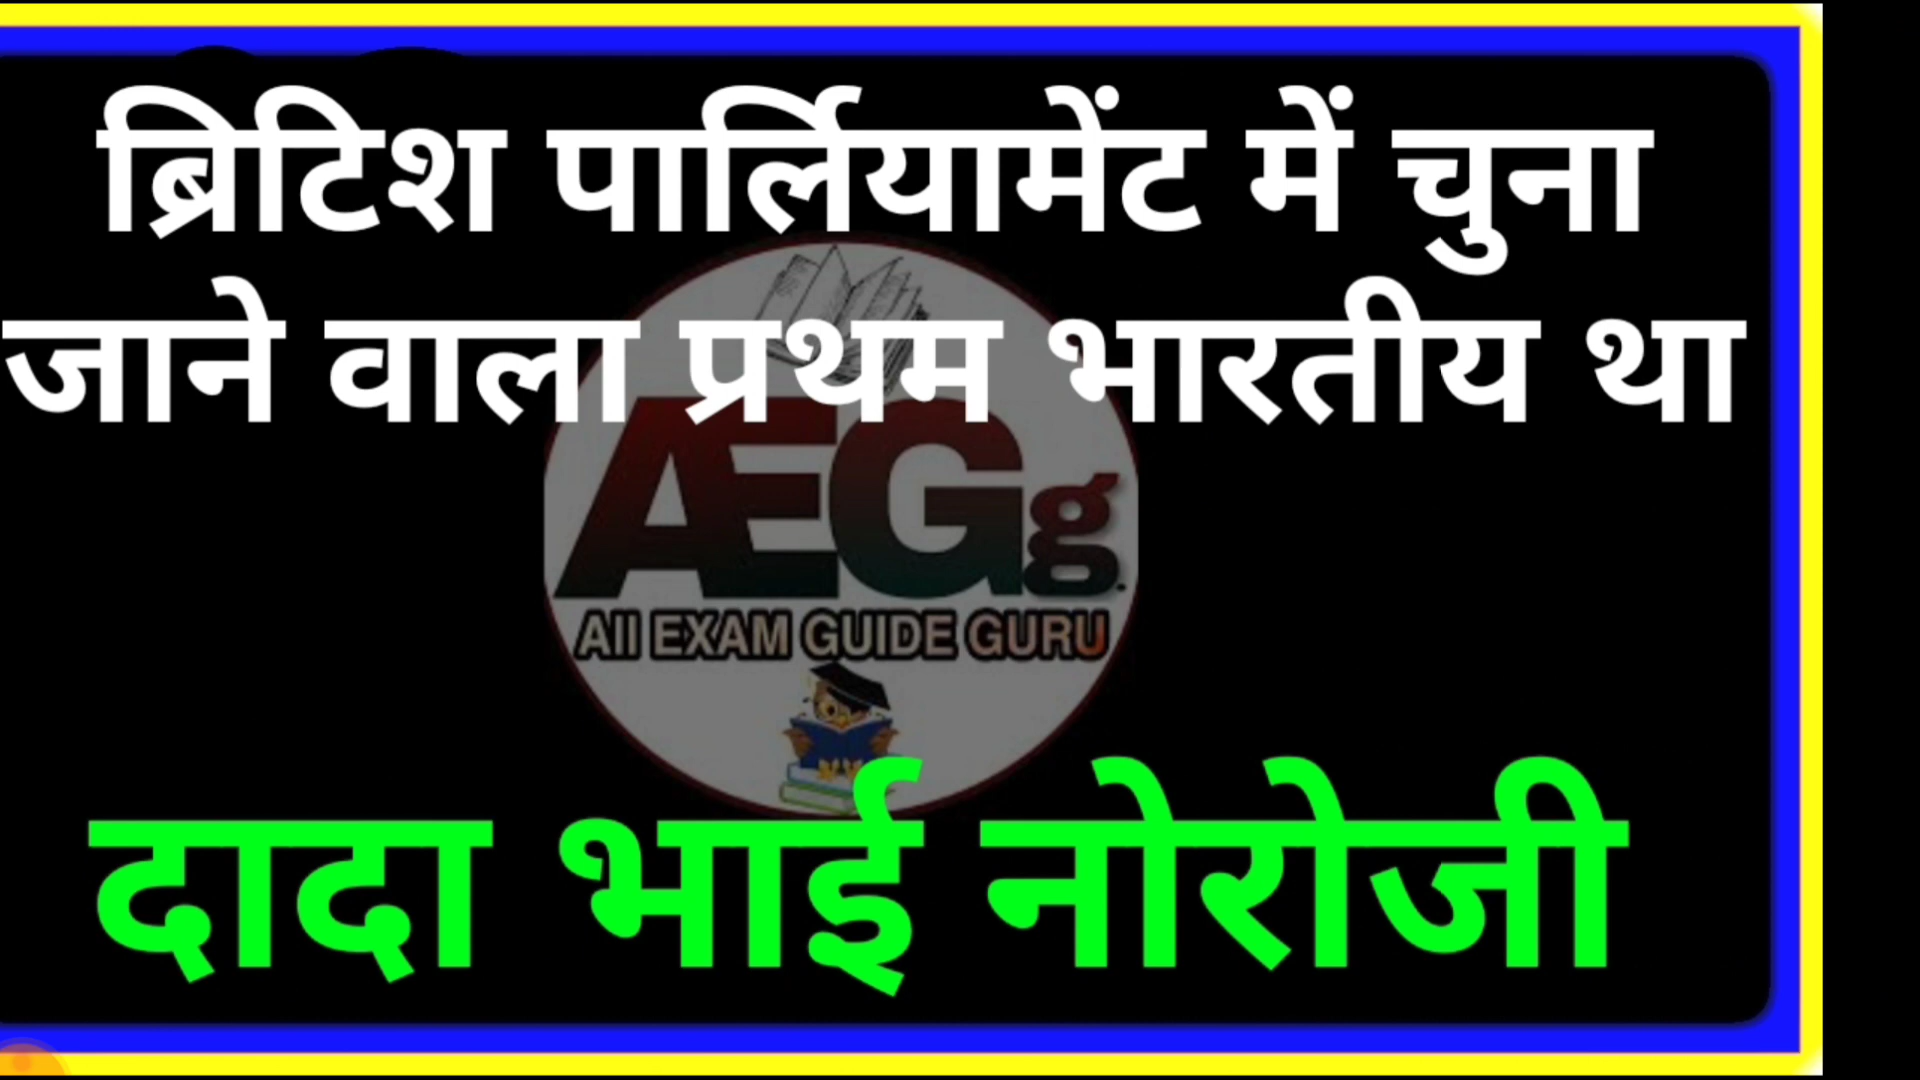 ब्रिटिश पार्लियामेंट में चुना
जाने वाला प्रथम भारतीय था
AEGg.
All EXAM GUIDE GURU
दादा भाई नोरोजी